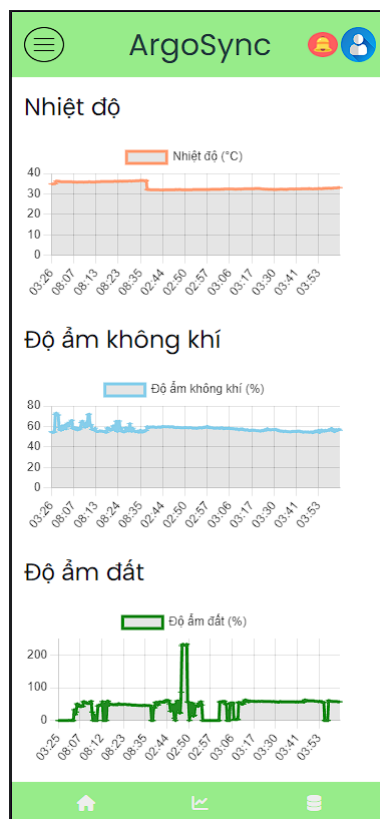 ArgoSync
Nhiệt độ
Nhiệt độ (°C)
40
30
20
10
0
03:26 08:07 08:13 08:23 08:35 02:44 02:50 02:57 03:06 03:17 03:30 03:41 03:53
Độ ẩm không khí
Độ ẩm không khí (%)
80
60
40
20
0
03:26 08:07 08:13 08:24 08:35 02:44 02:50 02:57 03:06 03:17 03:30 03:41 03:53
Độ ẩm đất
Độ ẩm đất (%)
200
100
0
03:25 08:07 08:12 08:23 08:35 02:44 02:50 02:57 03:06 03:17 03:30 03:41 03:53